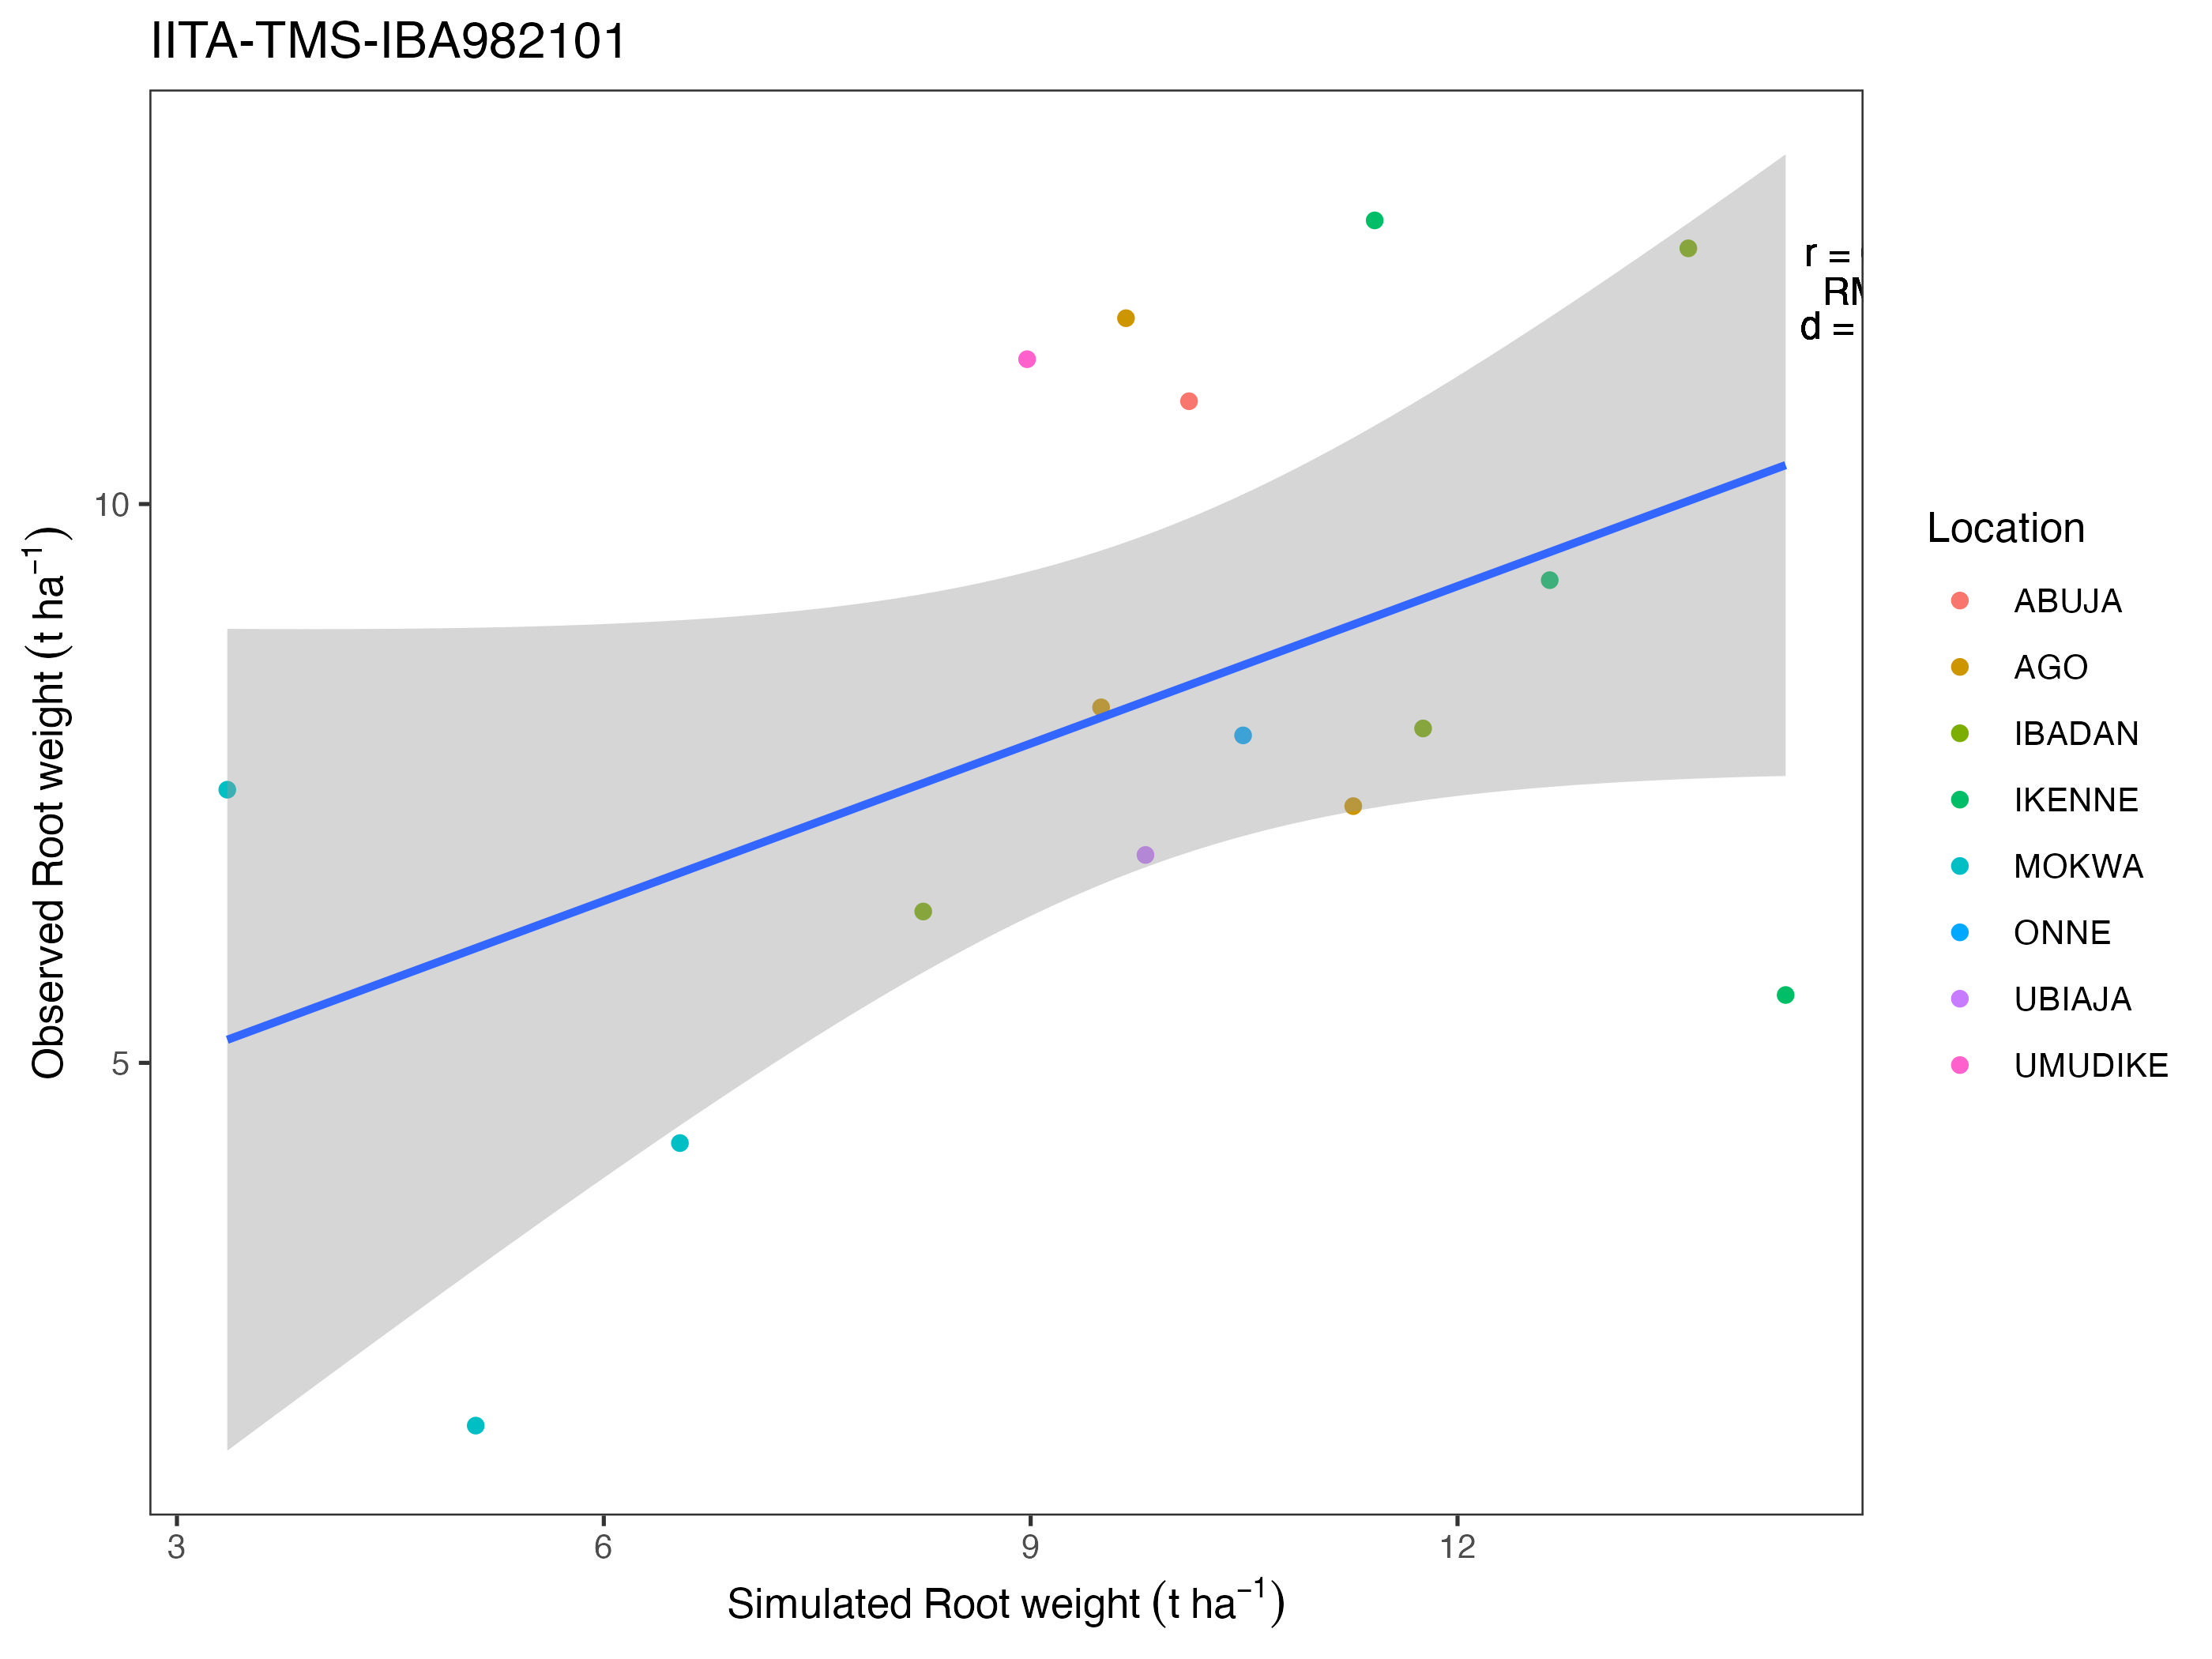 IITA-TMS-IBA982101
r =
d =
10
5
Observed Root weight (t ha⁻¹)
3 6 9 12
Simulated Root weight (t ha⁻¹)
Location
ABUJA
AGO
IBADAN
IKENNE
MOKWA
ONNE
UBIAJA
UMUDIKE